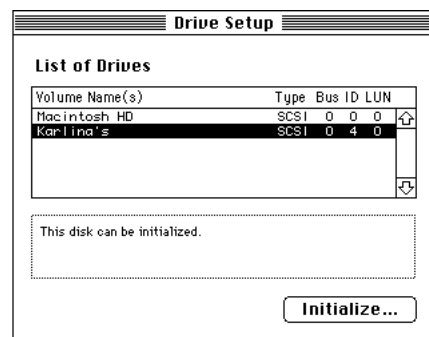 Drive Setup
List of Drives
Volume Name(s) Type Bus ID LUN
Macintosh HD SCSI 0 0 0
Karlina's SCSI 0 4 0
This disk can be initialized.
Initialize...